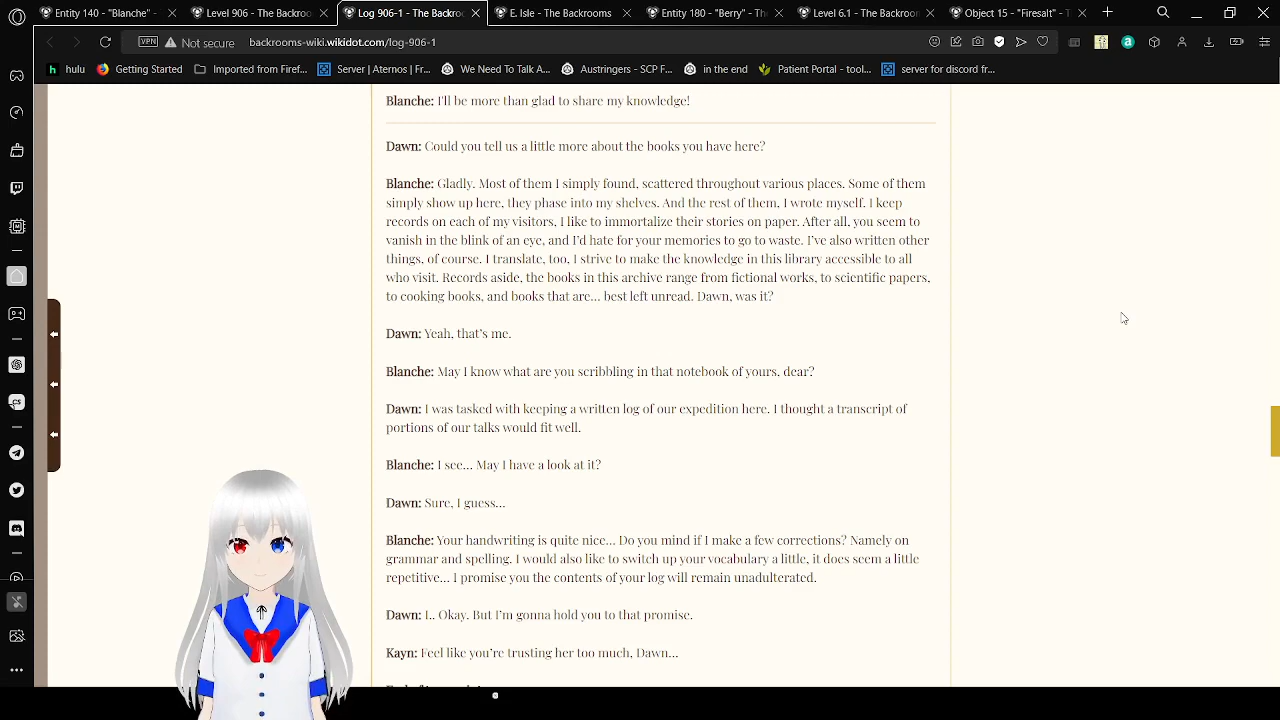 Entity 140 - "Blanche" -
Level 906 - The Backroo
Log 906-1 - The Backroo
E. Isle - The Backrooms
Entity 180 - "Berry" - The
Level 6.1 - The Backroom
Object 15 - "Firesalt" - T
VPN
Not secure
backrooms-wiki.wikidot.com/log-906-1
hulu
Getting Started
Imported from Firef...
Server | Aternos | Fr...
We Need To Talk A...
Austringers - SCP F...
in the end
Patient Portal - tool...
server for discord fr...
Blanche: I'll be more than glad to share my knowledge!
Dawn: Could you tell us a little more about the books you have here?
Blanche: Gladly. Most of them I simply found, scattered throughout various places. Some of them
simply show up here, they phase into my shelves. And the rest of them, I wrote myself. I keep
records on each of my visitors, I like to immortalize their stories on paper. After all, you seem to
vanish in the blink of an eye, and I'd hate for your memories to go to waste. I've also written other
things, of course. I translate, too, I strive to make the knowledge in this library accessible to all
who visit. Records aside, the books in this archive range from fictional works, to scientific papers,
to cooking books, and books that are... best left unread. Dawn, was it?
Dawn: Yeah, that's me.
Blanche: May I know what are you scribbling in that notebook of yours, dear?
Dawn: I was tasked with keeping a written log of our expedition here. I thought a transcript of
portions of our talks would fit well.
Blanche: I see... May I have a look at it?
Dawn: Sure, I guess...
Blanche: Your handwriting is quite nice... Do you mind if I make a few corrections? Namely on
grammar and spelling. I would also like to switch up your vocabulary a little, it does seem a little
repetitive... I promise you the contents of your log will remain unadulterated.
Dawn: I.. Okay. But I'm gonna hold you to that promise.
Kayn: Feel like you're trusting her too much, Dawn...